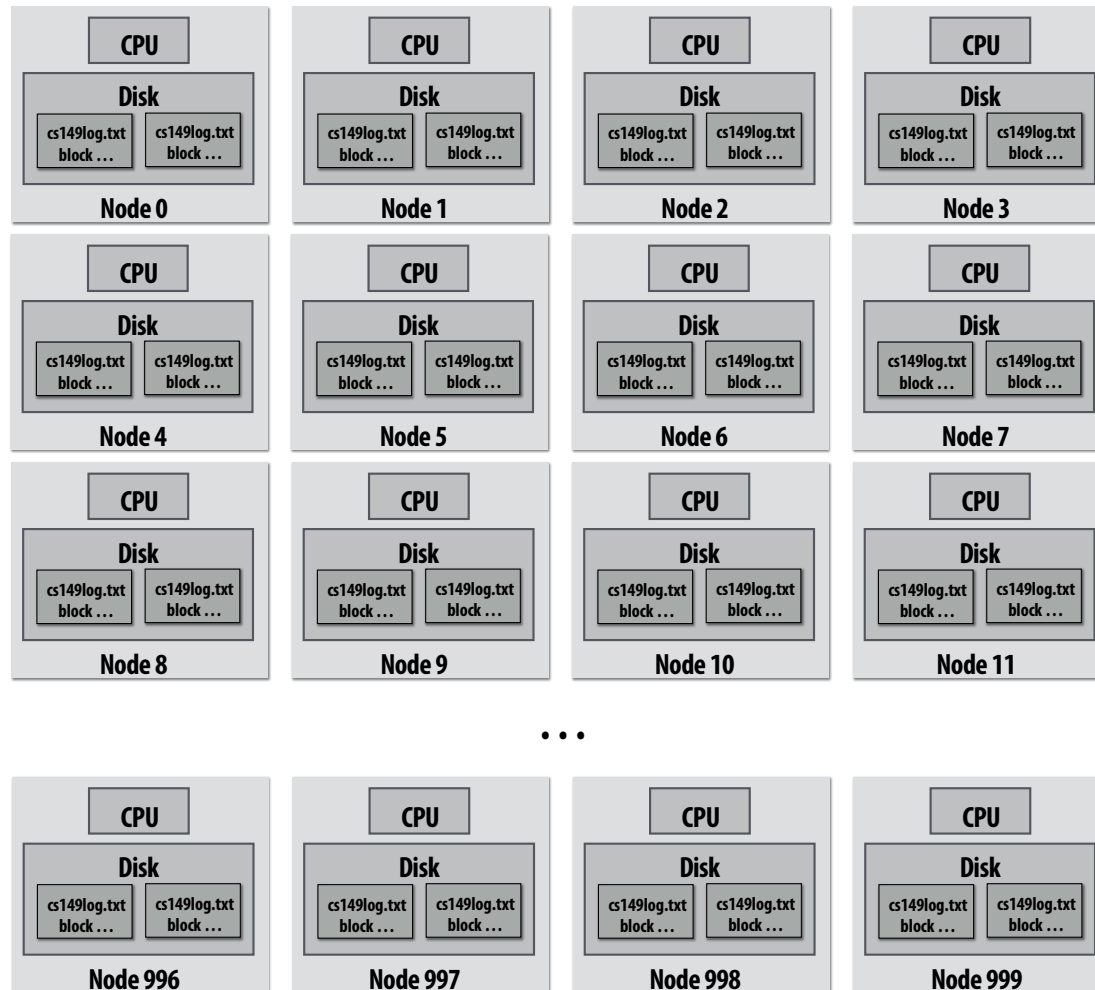 CPU CPU CPU CPU
Disk Disk Disk Disk
cs149log.txt cs149log.txt cs149log.txt cs149log.txt cs149log.txt cs149log.txt cs149log.txt cs149log.txt
block ... block ... block ... block ... block ... block ... block ... block ...
Node 0 Node 1 Node 2 Node 3
CPU CPU CPU CPU
Disk Disk Disk Disk
cs149log.txt cs149log.txt cs149log.txt cs149log.txt cs149log.txt cs149log.txt cs149log.txt cs149log.txt
block ... block ... block ... block ... block ... block ... block ... block ...
Node 4 Node 5 Node 6 Node 7
CPU CPU CPU CPU
Disk Disk Disk Disk
cs149log.txt cs149log.txt cs149log.txt cs149log.txt cs149log.txt cs149log.txt cs149log.txt cs149log.txt
block ... block ... block ... block ... block ... block ... block ... block ...
Node 8 Node 9 Node 10 Node 11
...
CPU CPU CPU CPU
Disk Disk Disk Disk
cs149log.txt cs149log.txt cs149log.txt cs149log.txt cs149log.txt cs149log.txt cs149log.txt cs149log.txt
block ... block ... block ... block ... block ... block ... block ... block ...
Node 996 Node 997 Node 998 Node 999